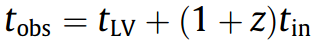 t_obs = t_LV + (1 + z)t_in